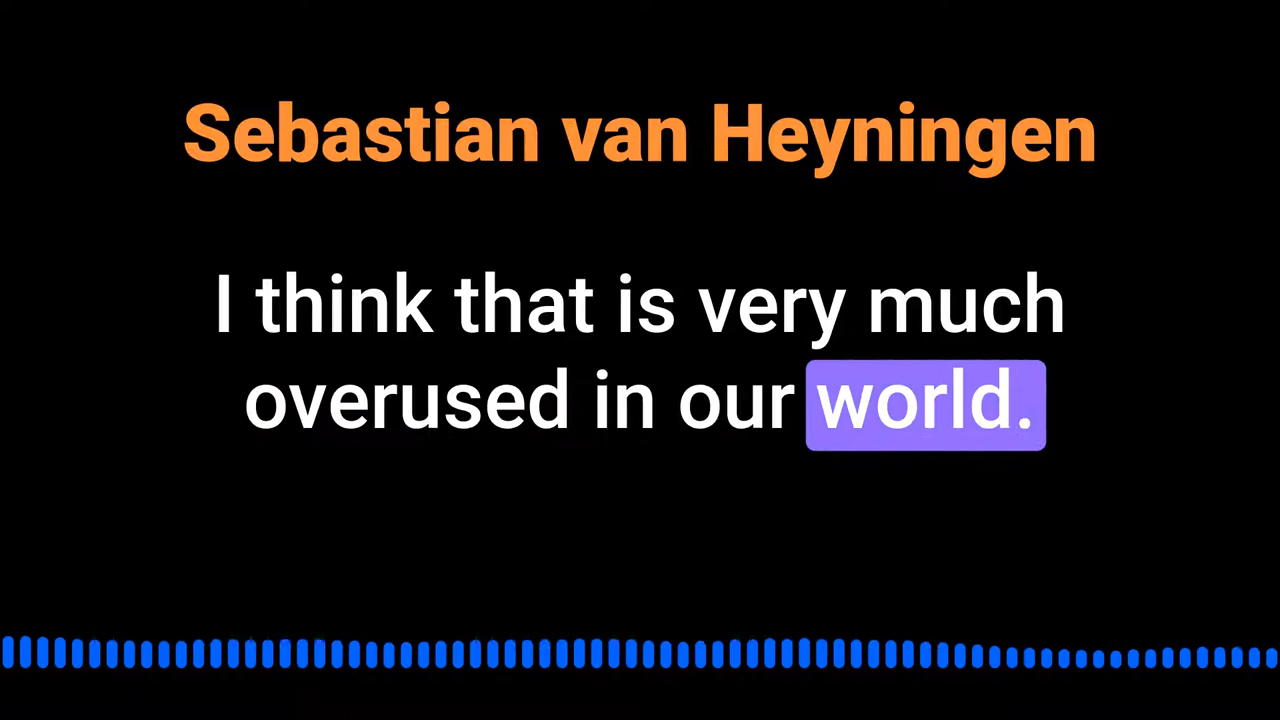 Sebastian van Heyningen
I think that is very much
overused in our world.